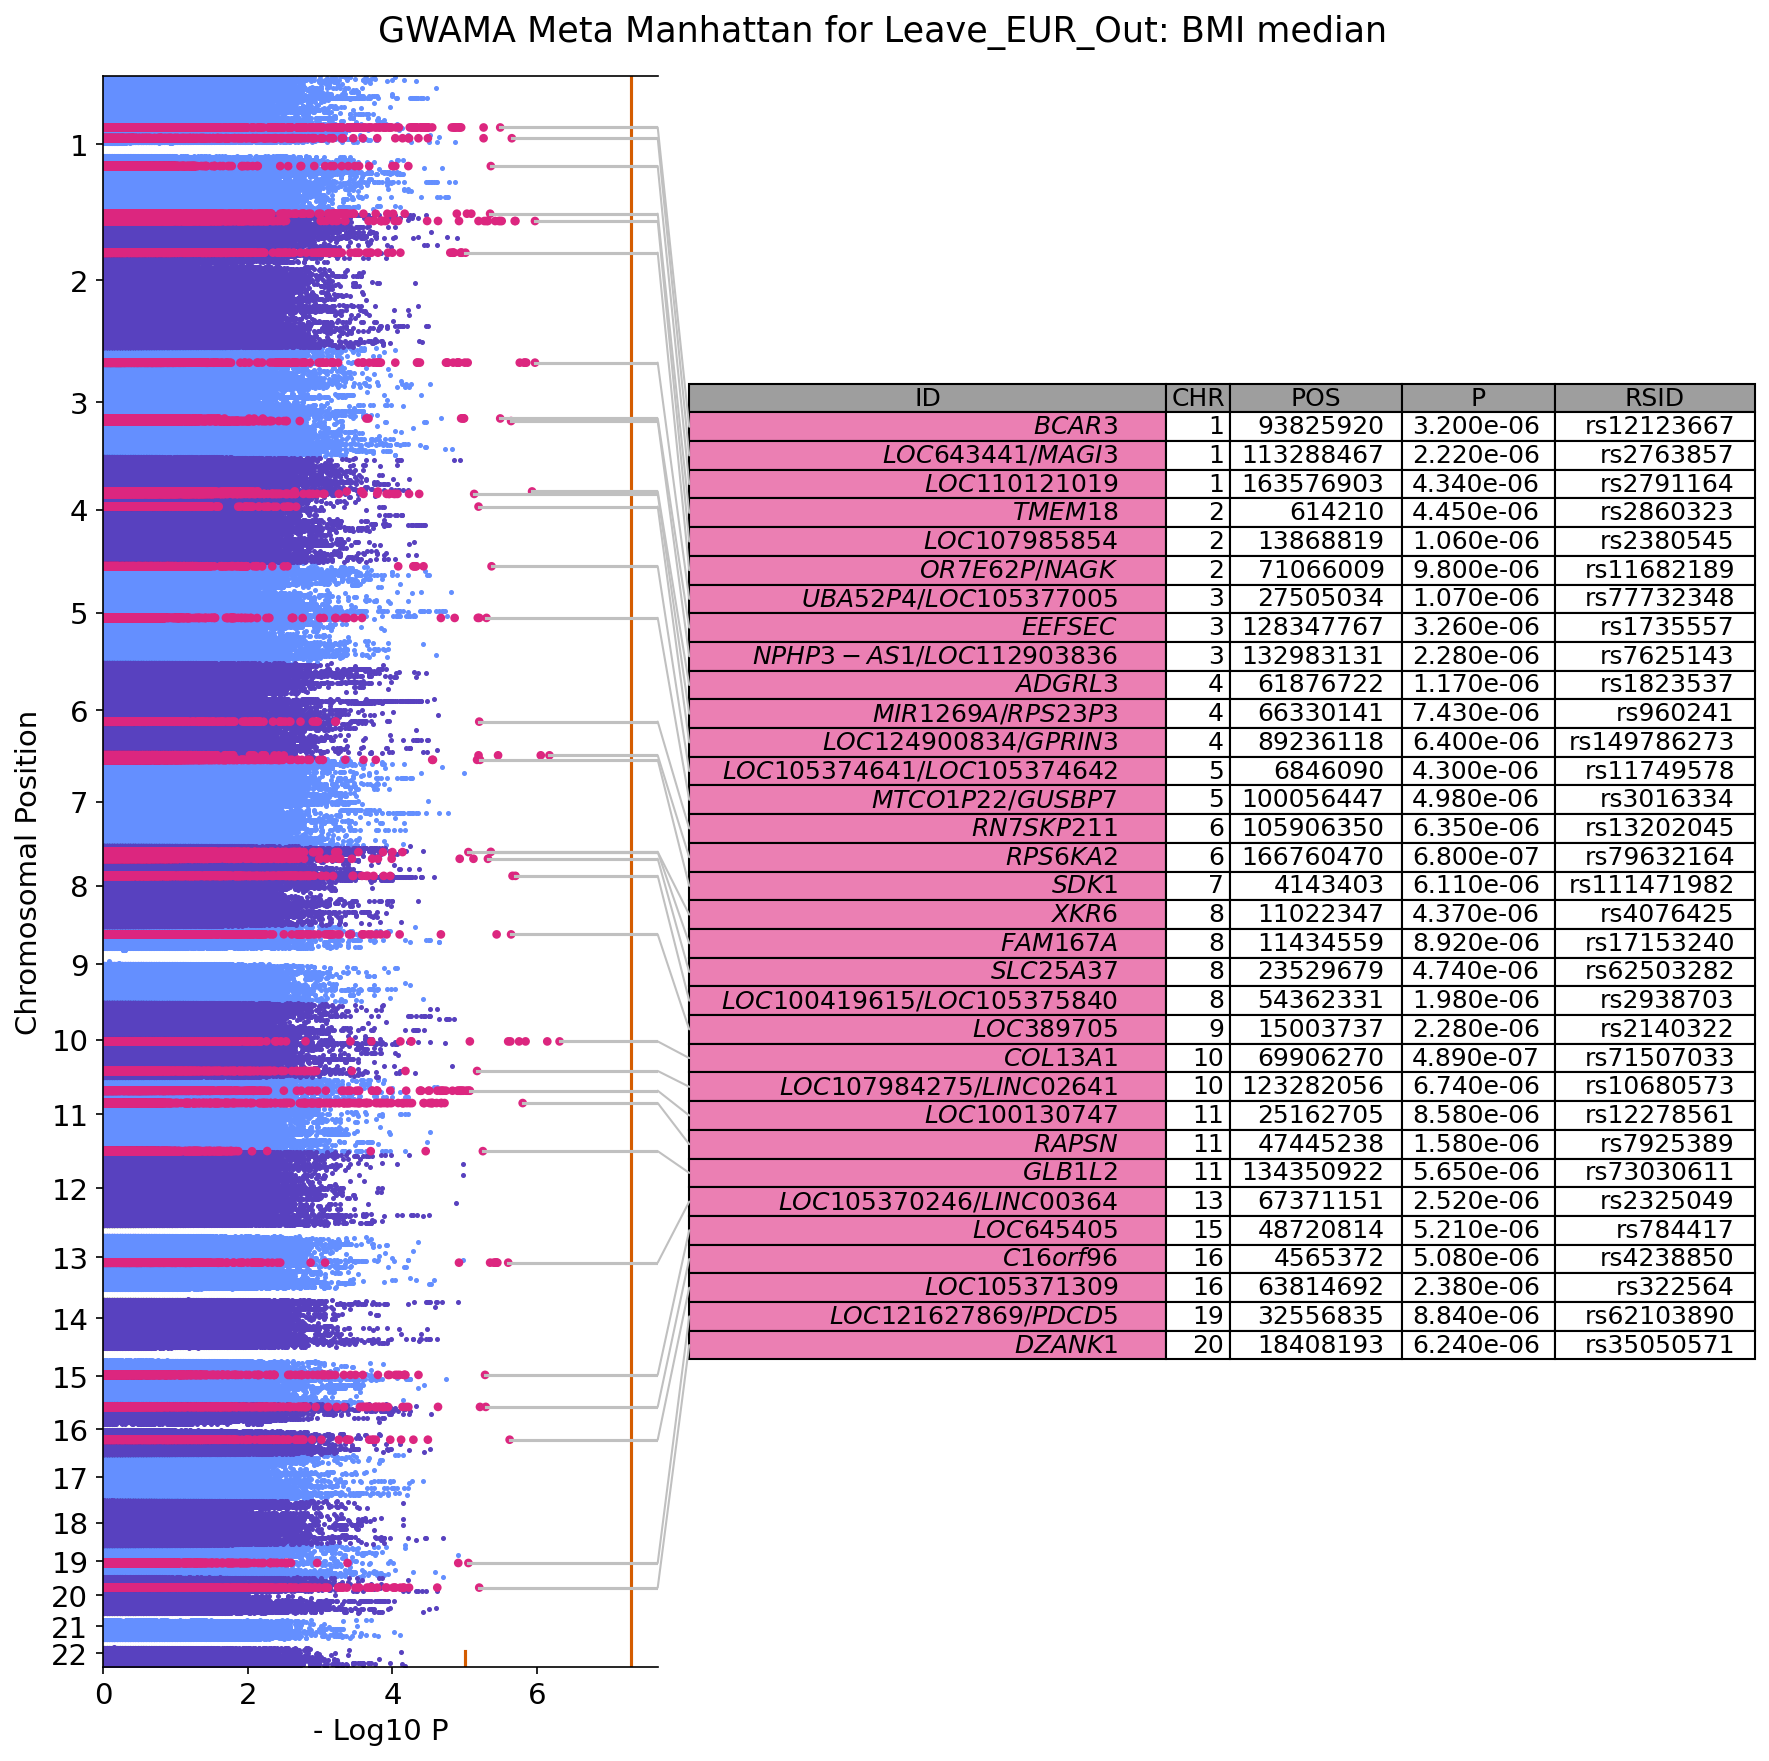 GWAMA Meta Manhattan for Leave_EUR_Out: BMI median
Chromosomal Position
1
2
3
4
5
6
7
8
9
10
11
12
13
14
15
16
17
18
19
20
21
22
0 2 4 6
- Log10 P
ID CHR POS P RSID
BCAR3 1 93825920 3.200e-06 rs12123667
LOC643441/MAGI3 1 113288467 2.220e-06 rs2763857
LOC110121019 1 163576903 4.340e-06 rs2791164
TMEM18 2 614210 4.450e-06 rs2860323
LOC107985854 2 13868819 1.060e-06 rs2380545
OR7E62P/NAGK 2 71066009 9.800e-06 rs11682189
UBA52P4/LOC105377005 3 27505034 1.070e-06 rs77732348
EEFSEC 3 128347767 3.260e-06 rs1735557
NPHP3-AS1/LOC112903836 3 132983131 2.280e-06 rs7625143
ADGRL3 4 61876722 1.170e-06 rs1823537
MIR1269A/RPS23P3 4 66330141 7.430e-06 rs960241
LOC124900834/GPRIN3 4 89236118 6.400e-06 rs149786273
LOC105374641/LOC105374642 5 6846090 4.300e-06 rs11749578
MTCO1P22/GUSBP7 5 100056447 4.980e-06 rs3016334
RN7SKP211 6 105906350 6.350e-06 rs13202045
RPS6KA2 6 166760470 6.800e-07 rs79632164
SDK1 7 4143403 6.110e-06 rs111471982
XKR6 8 11022347 4.370e-06 rs4076425
FAM167A 8 11434559 8.920e-06 rs17153240
SLC25A37 8 23529679 4.740e-06 rs62503282
LOC100419615/LOC105375840 8 54362331 1.980e-06 rs2938703
LOC389705 9 15003737 2.280e-06 rs2140322
COL13A1 10 69906270 4.890e-07 rs71507033
LOC107984275/LINC02641 10 123282056 6.740e-06 rs10680573
LOC100130747 11 25162705 8.580e-06 rs12278561
RAPSN 11 47445238 1.580e-06 rs7925389
GLB1L2 11 134350922 5.650e-06 rs73030611
LOC105370246/LINC00364 13 67371151 2.520e-06 rs2325049
LOC645405 15 48720814 5.210e-06 rs784417
C16orf96 16 4565372 5.080e-06 rs4238850
LOC105371309 16 63814692 2.380e-06 rs322564
LOC121627869/PDCD5 19 32556835 8.840e-06 rs62103890
DZANK1 20 18408193 6.240e-06 rs35050571